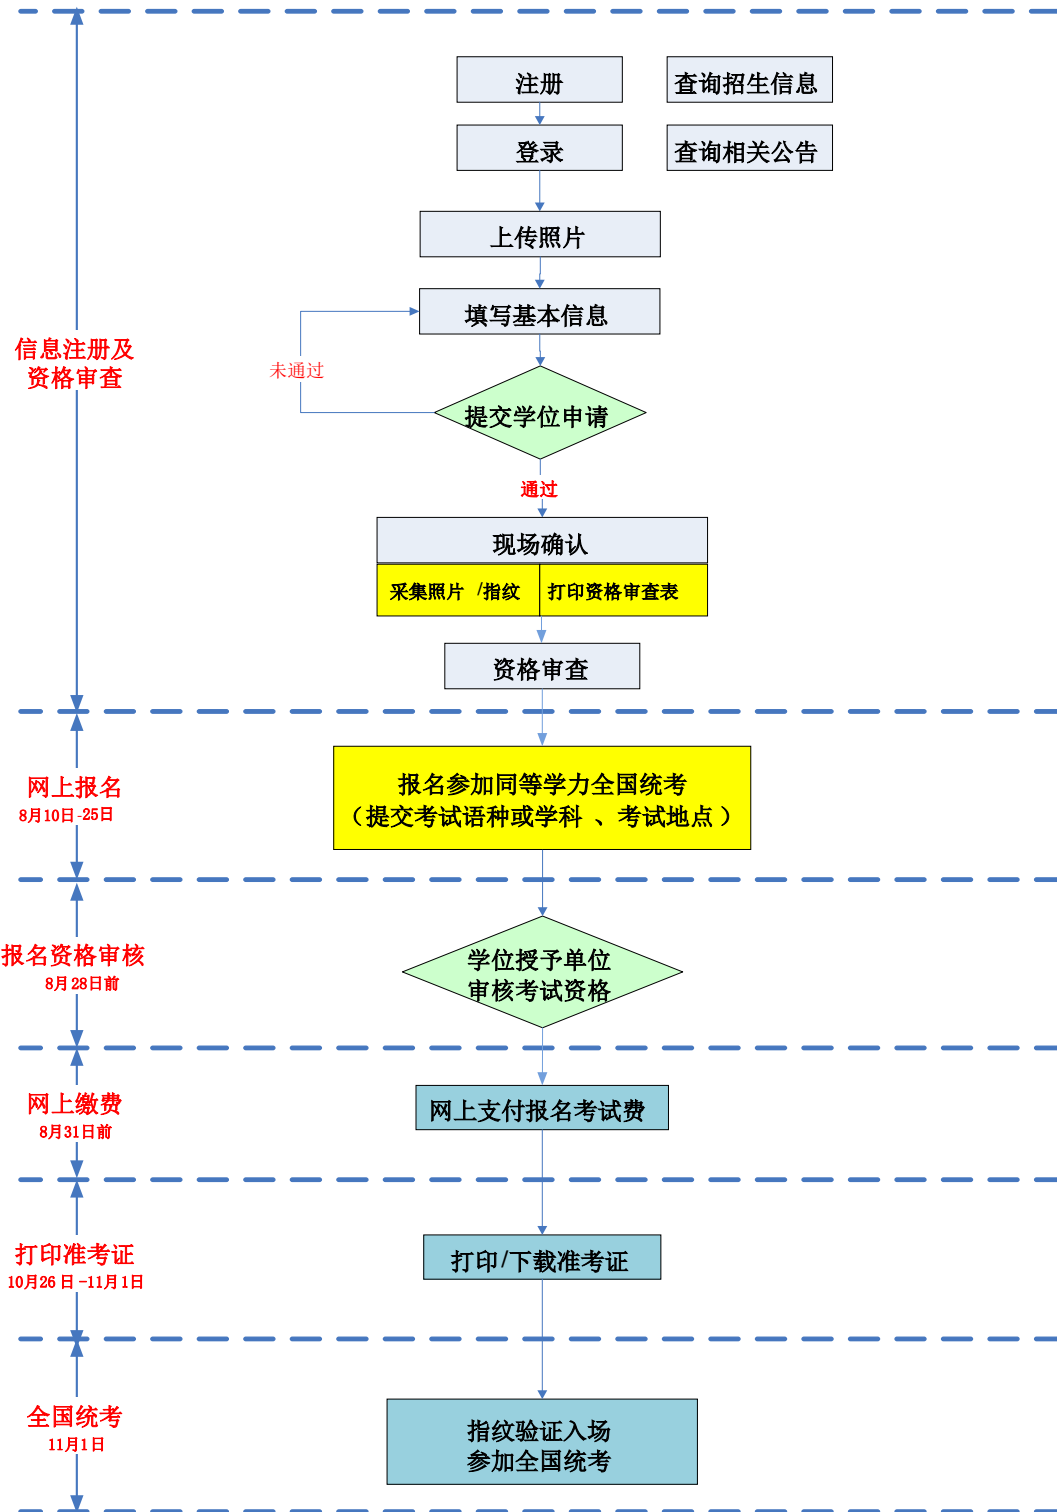 注册
查询招生信息
登录
查询相关公告
上传照片
填写基本信息
信息注册及
资格审查
未通过
提交学位申请
通过
现场确认
采集照片 /指纹
打印资格审查表
资格审查
网上报名
8月10日-25日
报名参加同等学力全国统考
（提交考试语种或学科 、考试地点 ）
报名资格审核
8月28日前
学位授予单位
审核考试资格
网上缴费
8月31日前
网上支付报名考试费
打印准考证
10月26日-11月1日
打印/下载准考证
全国统考
11月1日
指纹验证入场
参加全国统考